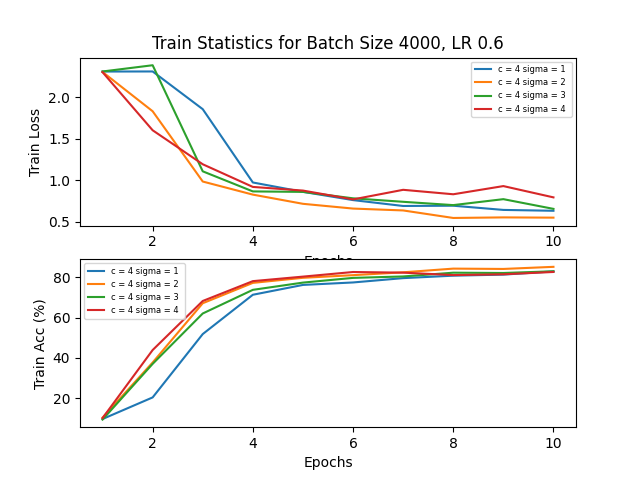 Train Statistics for Batch Size 4000, LR 0.6
Train Loss
2.0
1.5
1.0
0.5
c = 4 sigma = 1
c = 4 sigma = 2
c = 4 sigma = 3
c = 4 sigma = 4
2 4 6 8 10
Epochs
Train Acc (%)
80
60
40
20
c = 4 sigma = 1
c = 4 sigma = 2
c = 4 sigma = 3
c = 4 sigma = 4
2 4 6 8 10
Epochs